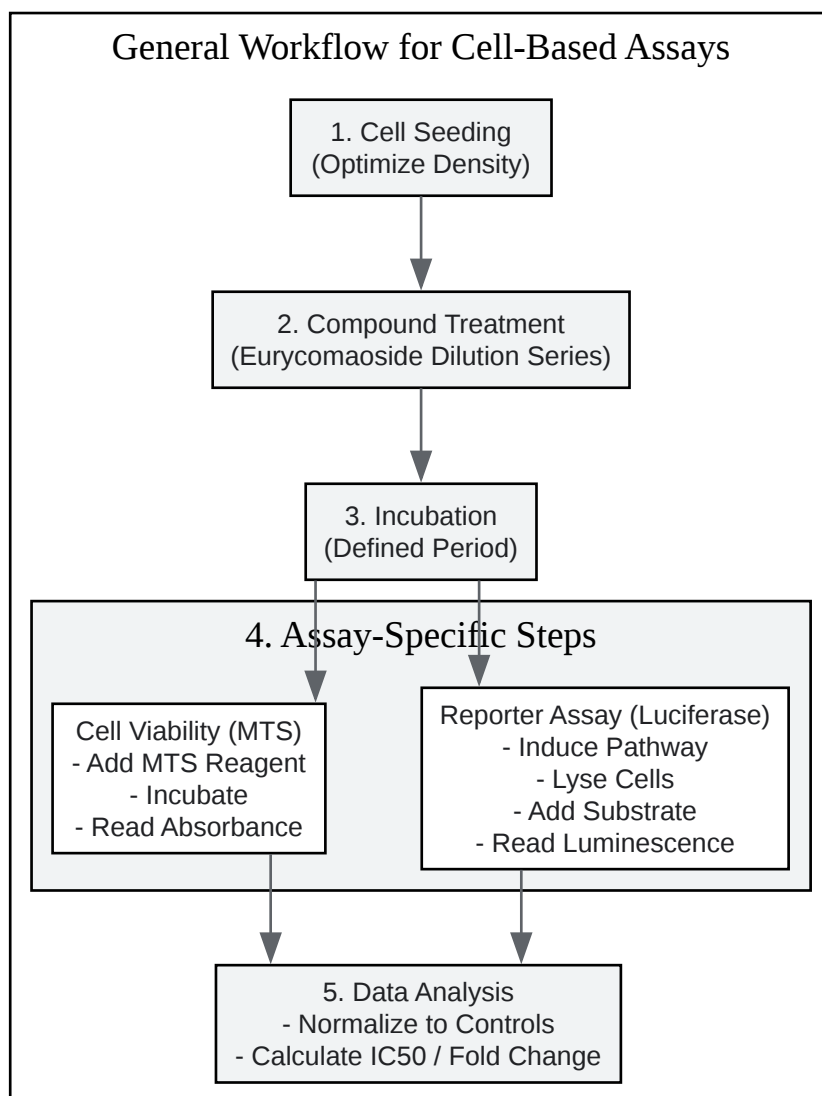 General Workflow for Cell-Based Assays
1. Cell Seeding
(Optimize Density)
2. Compound Treatment
(Eurycomaoside Dilution Series)
3. Incubation
(Defined Period)
4. Assay-Specific Steps
Cell Viability (MTS)
- Add MTS Reagent
- Incubate
- Read Absorbance
Reporter Assay (Luciferase)
- Induce Pathway
- Lyse Cells
- Add Substrate
- Read Luminescence
5. Data Analysis
- Normalize to Controls
- Calculate IC50 / Fold Change